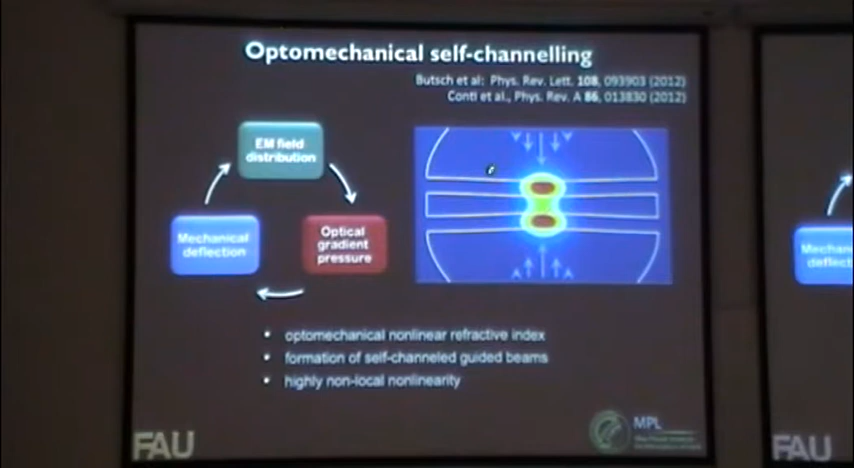 Optomechanical self-channelling
Butsch et al: Phys. Rev. Lett. 108, 093903 (2012)
Conti et al., Phys. Rev. A 86, 013830 (2012)
EM field
distribution
Mechanical
deflection
Optical
gradient
pressure
• optomechanical nonlinear refractive index
• formation of self-channeled guided beams
• highly non-local nonlinearity
FAU
MPL
Mechan
deflect
FAU